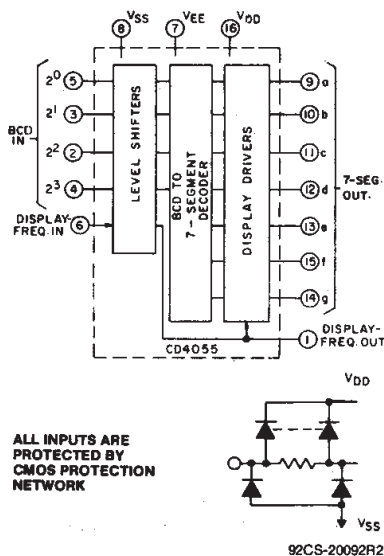 VSS VEE VDD
8 7 16
2⁰ 5
2¹ 3
2² 2
2³ 4
BCD IN
DISPLAY-
FREQ. IN 6
LEVEL SHIFTERS
BCD TO
7-SEGMENT
DECODER
DISPLAY DRIVERS
9 a
10 b
11 c
12 d
13 e
15 f
14 g
7-SEG
OUT.
1 DISPLAY-
FREQ. OUT
CD4055
VDD
ALL INPUTS ARE
PROTECTED BY
CMOS PROTECTION
NETWORK
VSS
92CS-20092R2